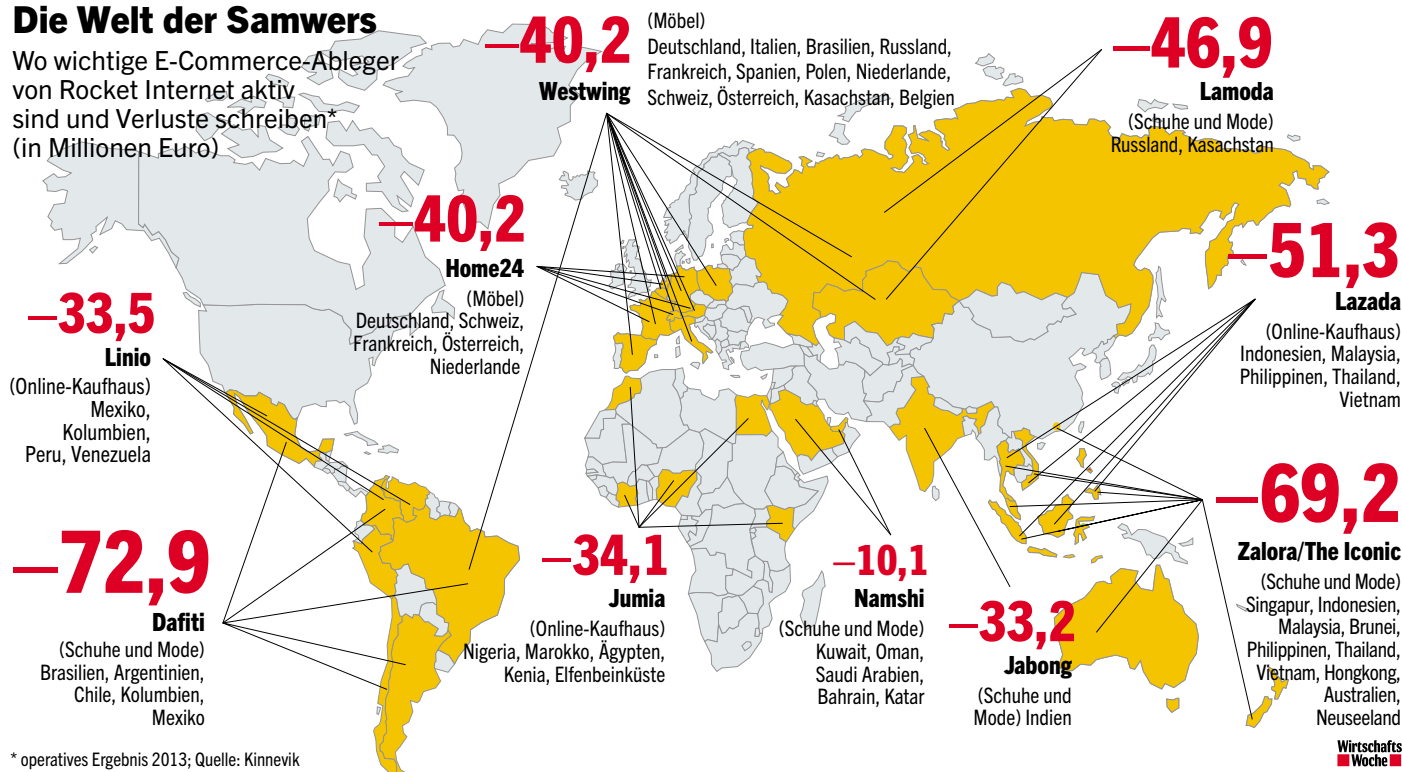 Die Welt der Samwers
Wo wichtige E-Commerce-Ableger
von Rocket Internet aktiv
sind und Verluste schreiben*
(in Millionen Euro)
–40,2
Westwing
(Möbel)
Deutschland, Italien, Brasilien, Russland,
Frankreich, Spanien, Polen, Niederlande,
Schweiz, Österreich, Kasachstan, Belgien
–46,9
Lamoda
(Schuhe und Mode)
Russland, Kasachstan
–40,2
Home24
(Möbel)
Deutschland, Schweiz,
Frankreich, Österreich,
Niederlande
–51,3
Lazada
(Online-Kaufhaus)
Indonesien, Malaysia,
Philippinen, Thailand,
Vietnam
–33,5
Linio
(Online-Kaufhaus)
Mexiko,
Kolumbien,
Peru, Venezuela
–69,2
Zalora/The Iconic
(Schuhe und Mode)
Singapur, Indonesien,
Malaysia, Brunei,
Philippinen, Thailand,
Vietnam, Hongkong,
Australien,
Neuseeland
–72,9
Dafiti
(Schuhe und Mode)
Brasilien, Argentinien,
Chile, Kolumbien,
Mexiko
–34,1
Jumia
(Online-Kaufhaus)
Nigeria, Marokko, Ägypten,
Kenia, Elfenbeinküste
–10,1
Namshi
(Schuhe und Mode)
Kuwait, Oman,
Saudi Arabien,
Bahrain, Katar
–33,2
Jabong
(Schuhe und
Mode) Indien
* operatives Ergebnis 2013; Quelle: Kinnevik
Wirtschafts
Woche